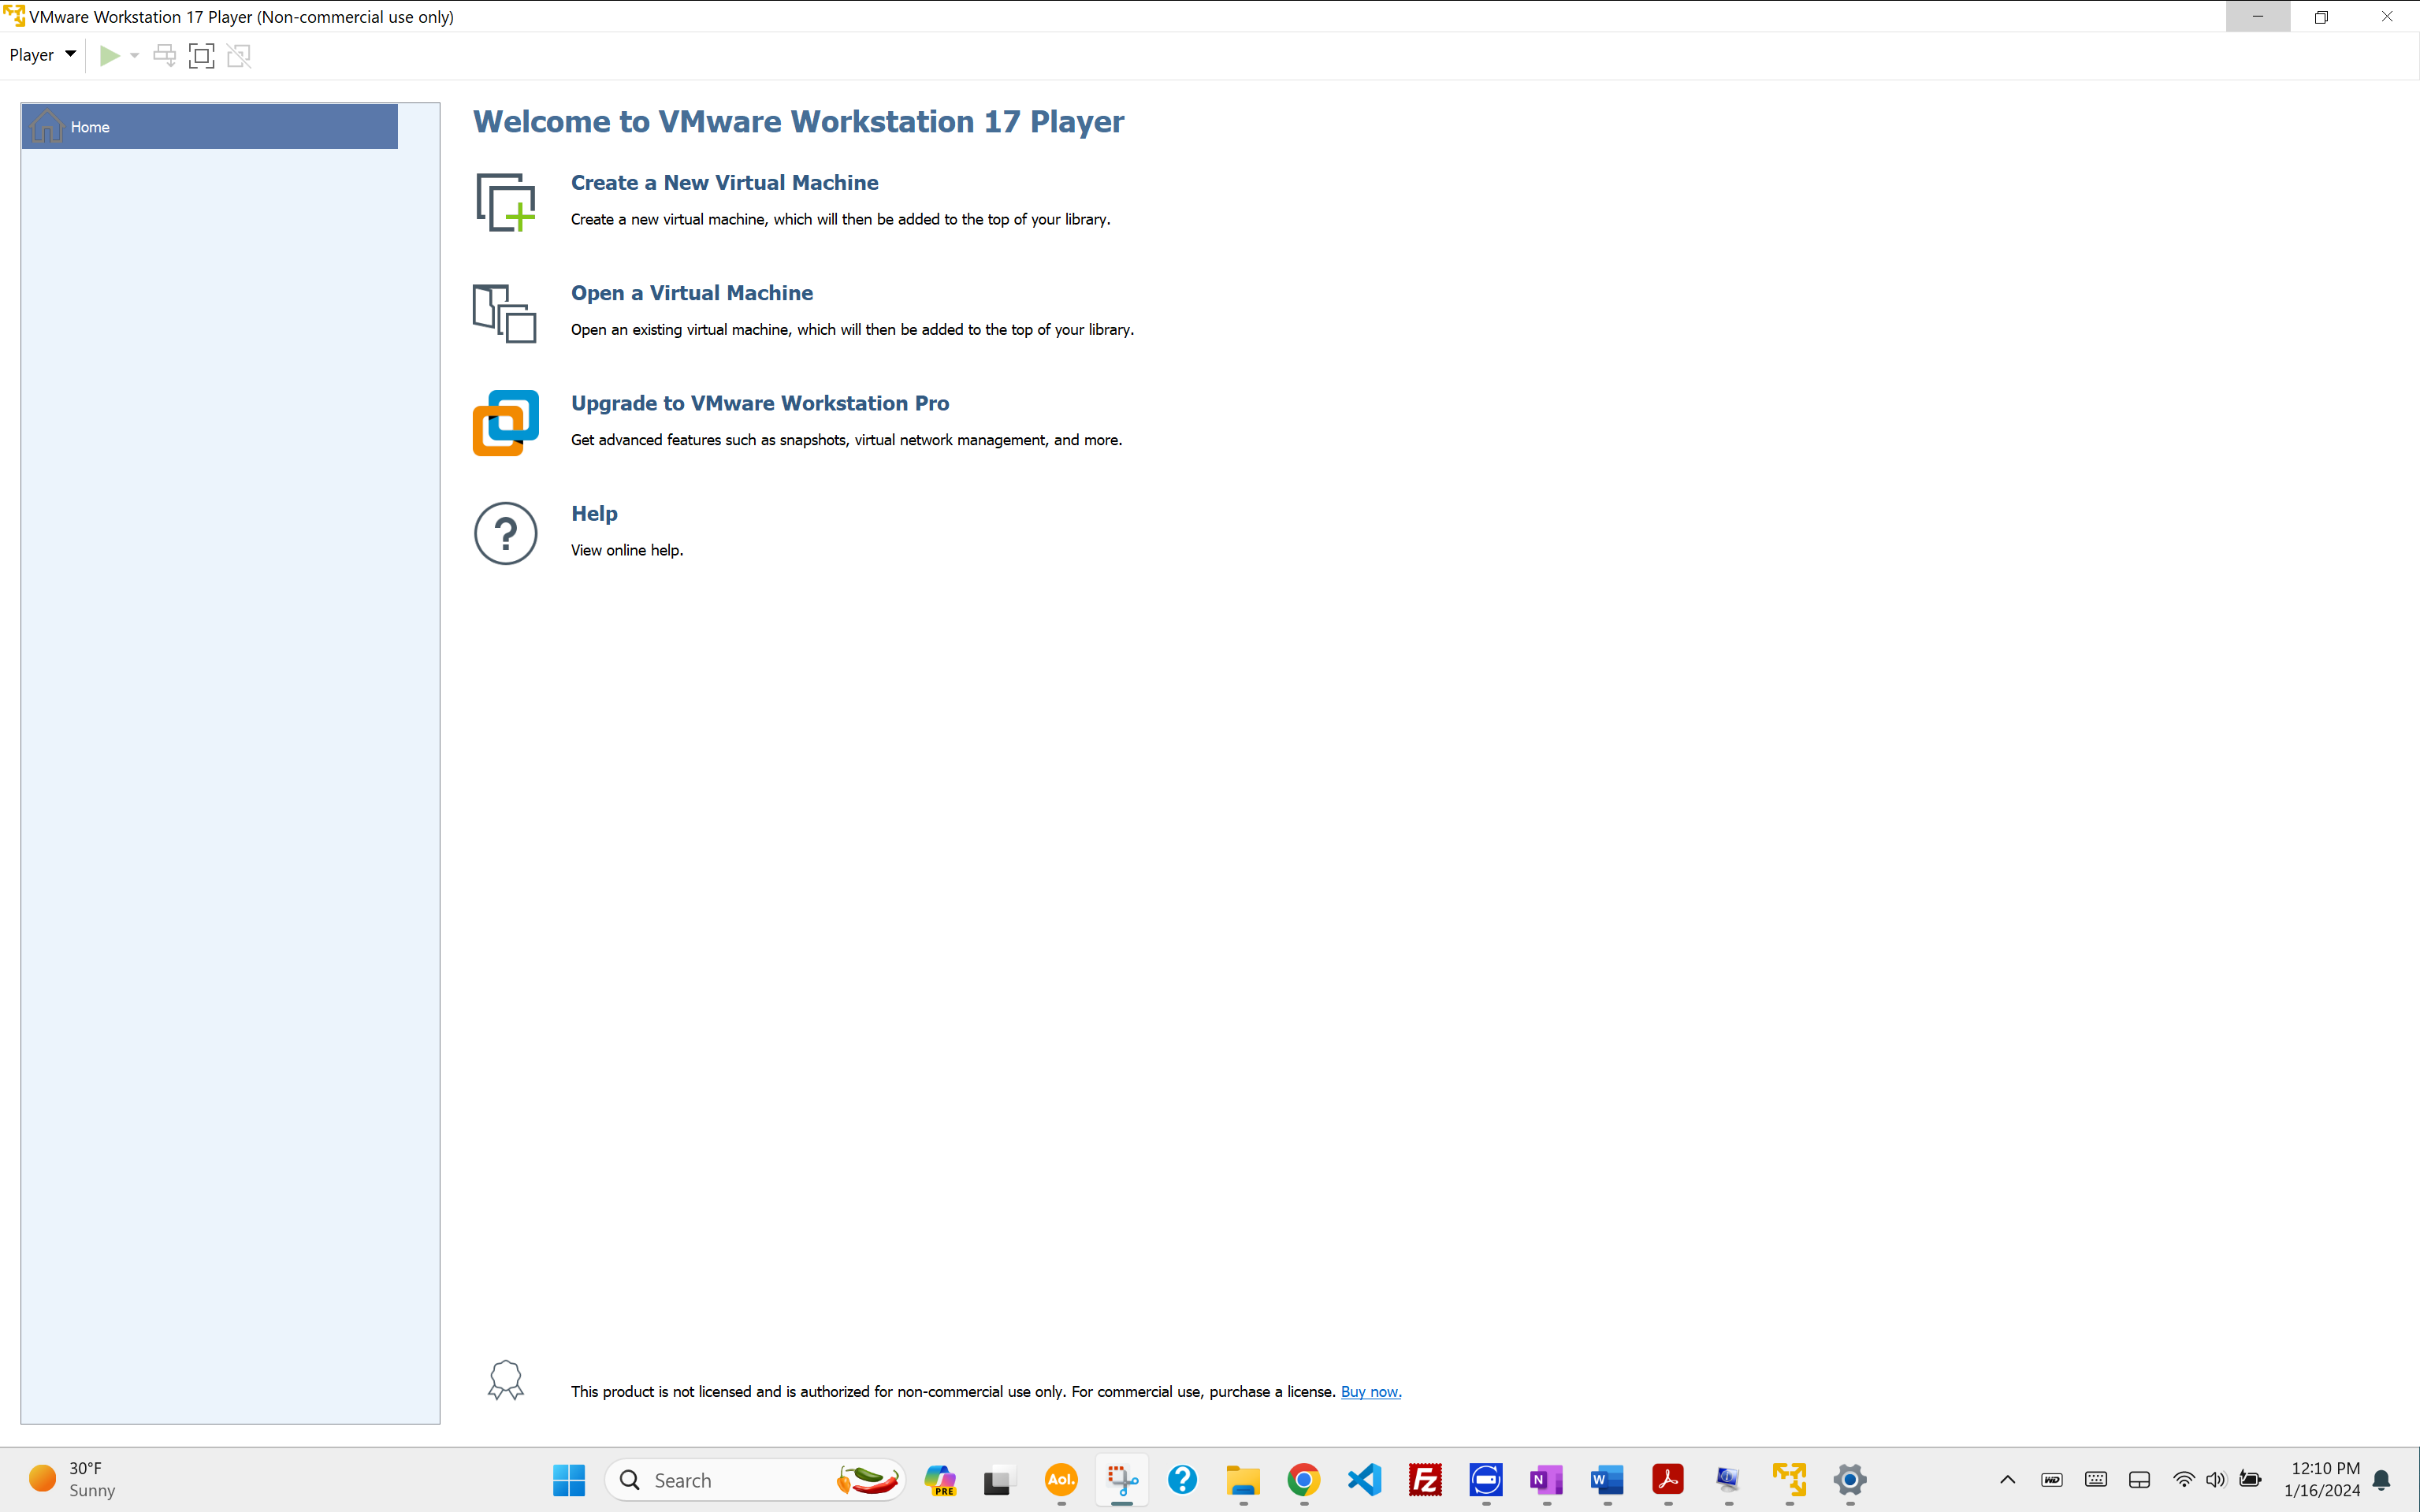 VMware Workstation 17 Player (Non-commercial use only)
Player
Home
Welcome to VMware Workstation 17 Player
Create a New Virtual Machine
Create a new virtual machine, which will then be added to the top of your library.
Open a Virtual Machine
Open an existing virtual machine, which will then be added to the top of your library.
Upgrade to VMware Workstation Pro
Get advanced features such as snapshots, virtual network management, and more.
?
Help
View online help.
This product is not licensed and is authorized for non-commercial use only. For commercial use, purchase a license. Buy now.
30°F
Sunny
Search
PRE
Aol.
?
Fz
N
W
WD
12:10 PM
1/16/2024